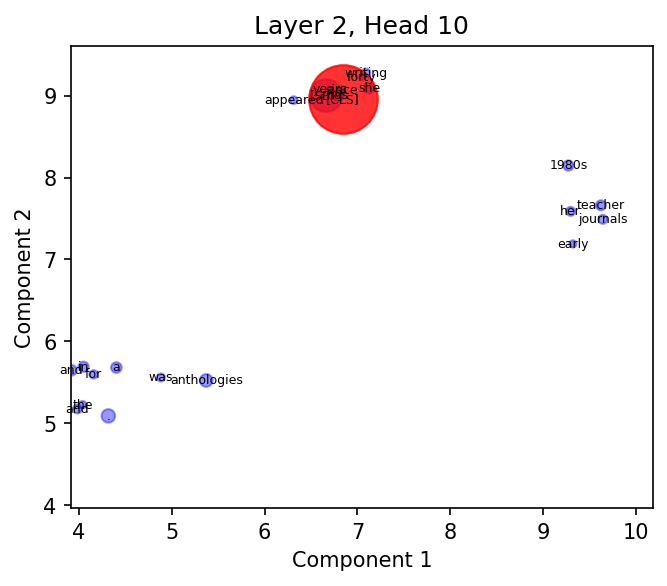 Layer 2, Head 10
Component 2
9
8
7
6
5
4
writing
forty
she
years
appeared
[CLS]
1980s
teacher
her
journals
early
and
in
for
a
was
anthologies
the
and
4 5 6 7 8 9 10
Component 1